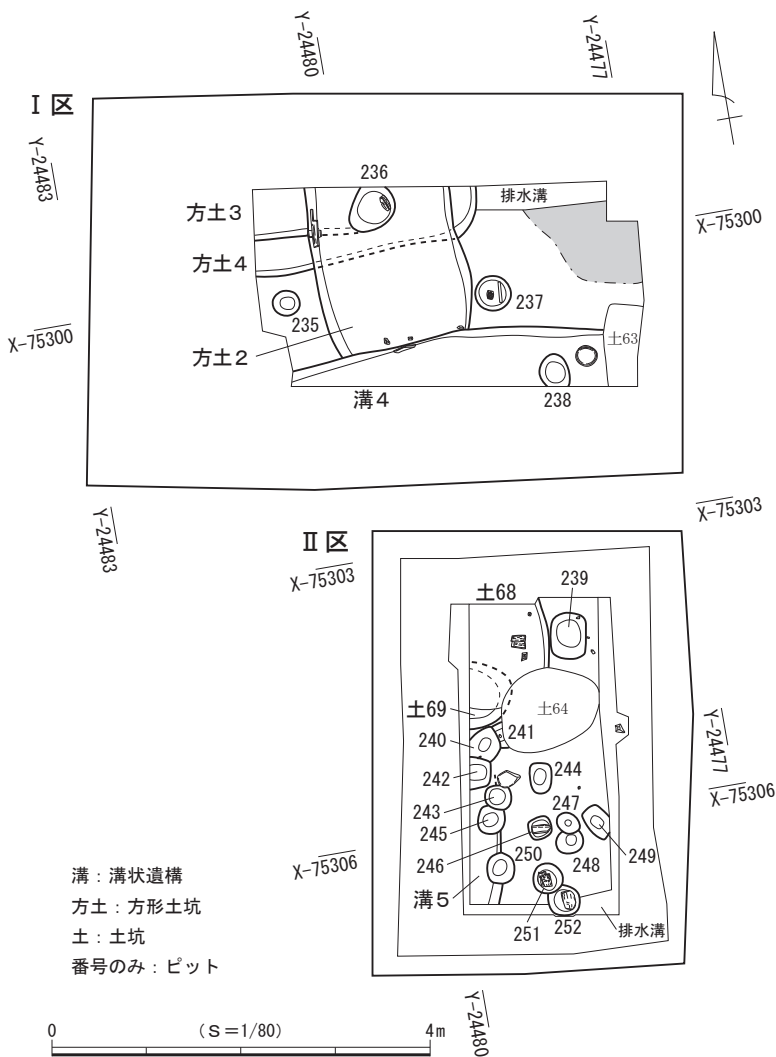 Y-24480
Y-24477
Ⅰ区
Y-24483
236
排水溝
方土3
X-75300
方土4
237
235
X-75300
土63
方土2
溝4
238
X-75303
Y-24483
Ⅱ区
X-75303
土68
239
土69
土64
241
240
Y-24477
242
244
X-75306
243
247
245
249
246
250
248
X-75306
溝5
251
252
排水溝
溝：溝状遺構
方土：方形土坑
土：土坑
番号のみ：ピット
Y-24480
0
（S＝1/80）
4m